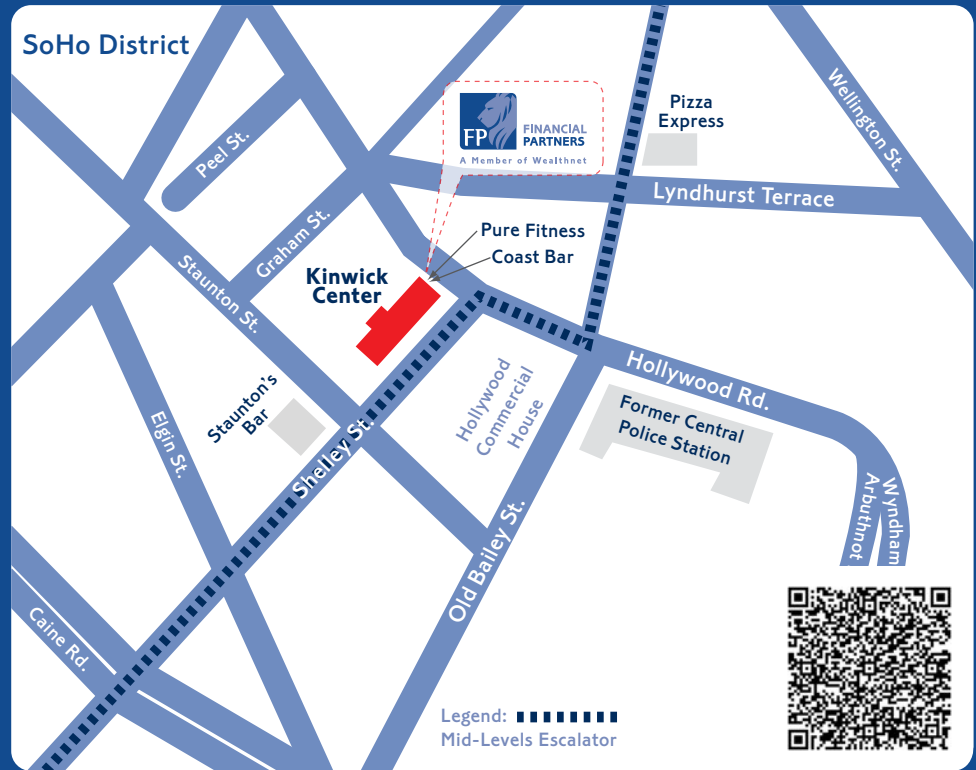 SoHo District
Pizza
Express
Wellington St.
FP
FINANCIAL
PARTNERS
A Member of Wealthnet
Peel St.
Lyndhurst Terrace
Graham St.
Pure Fitness
Coast Bar
Kinwick
Center
Staunton St.
Hollywood Rd.
Hollywood
Commercial
House
Staunton's
Bar
Former Central
Police Station
Elgin St.
Shelley St.
Arbuthnot
Wyndham
Old Bailey St.
Caine Rd.
Legend:
Mid-Levels Escalator